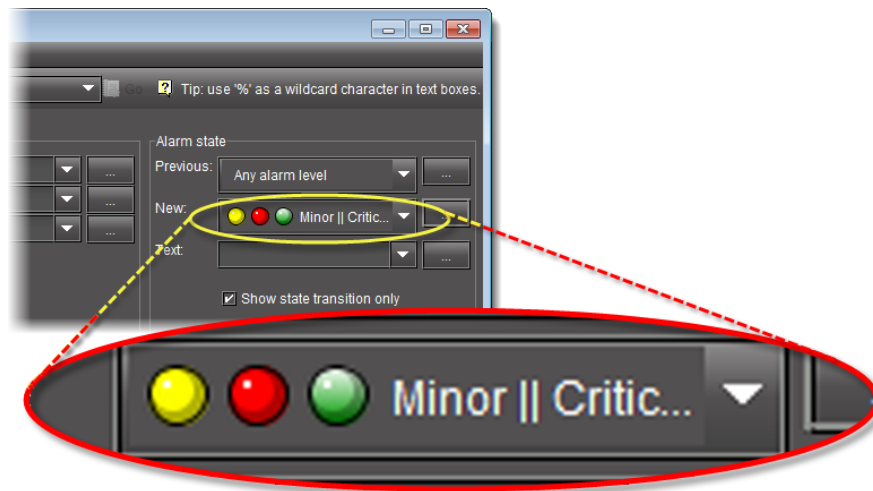 Go
Tip: use '%' as a wildcard character in text boxes.
Alarm state
Previous:
Any alarm level
...
...
New:
Minor || Critic...
...
...
Text:
...
...
Show state transition only
Minor || Critic...